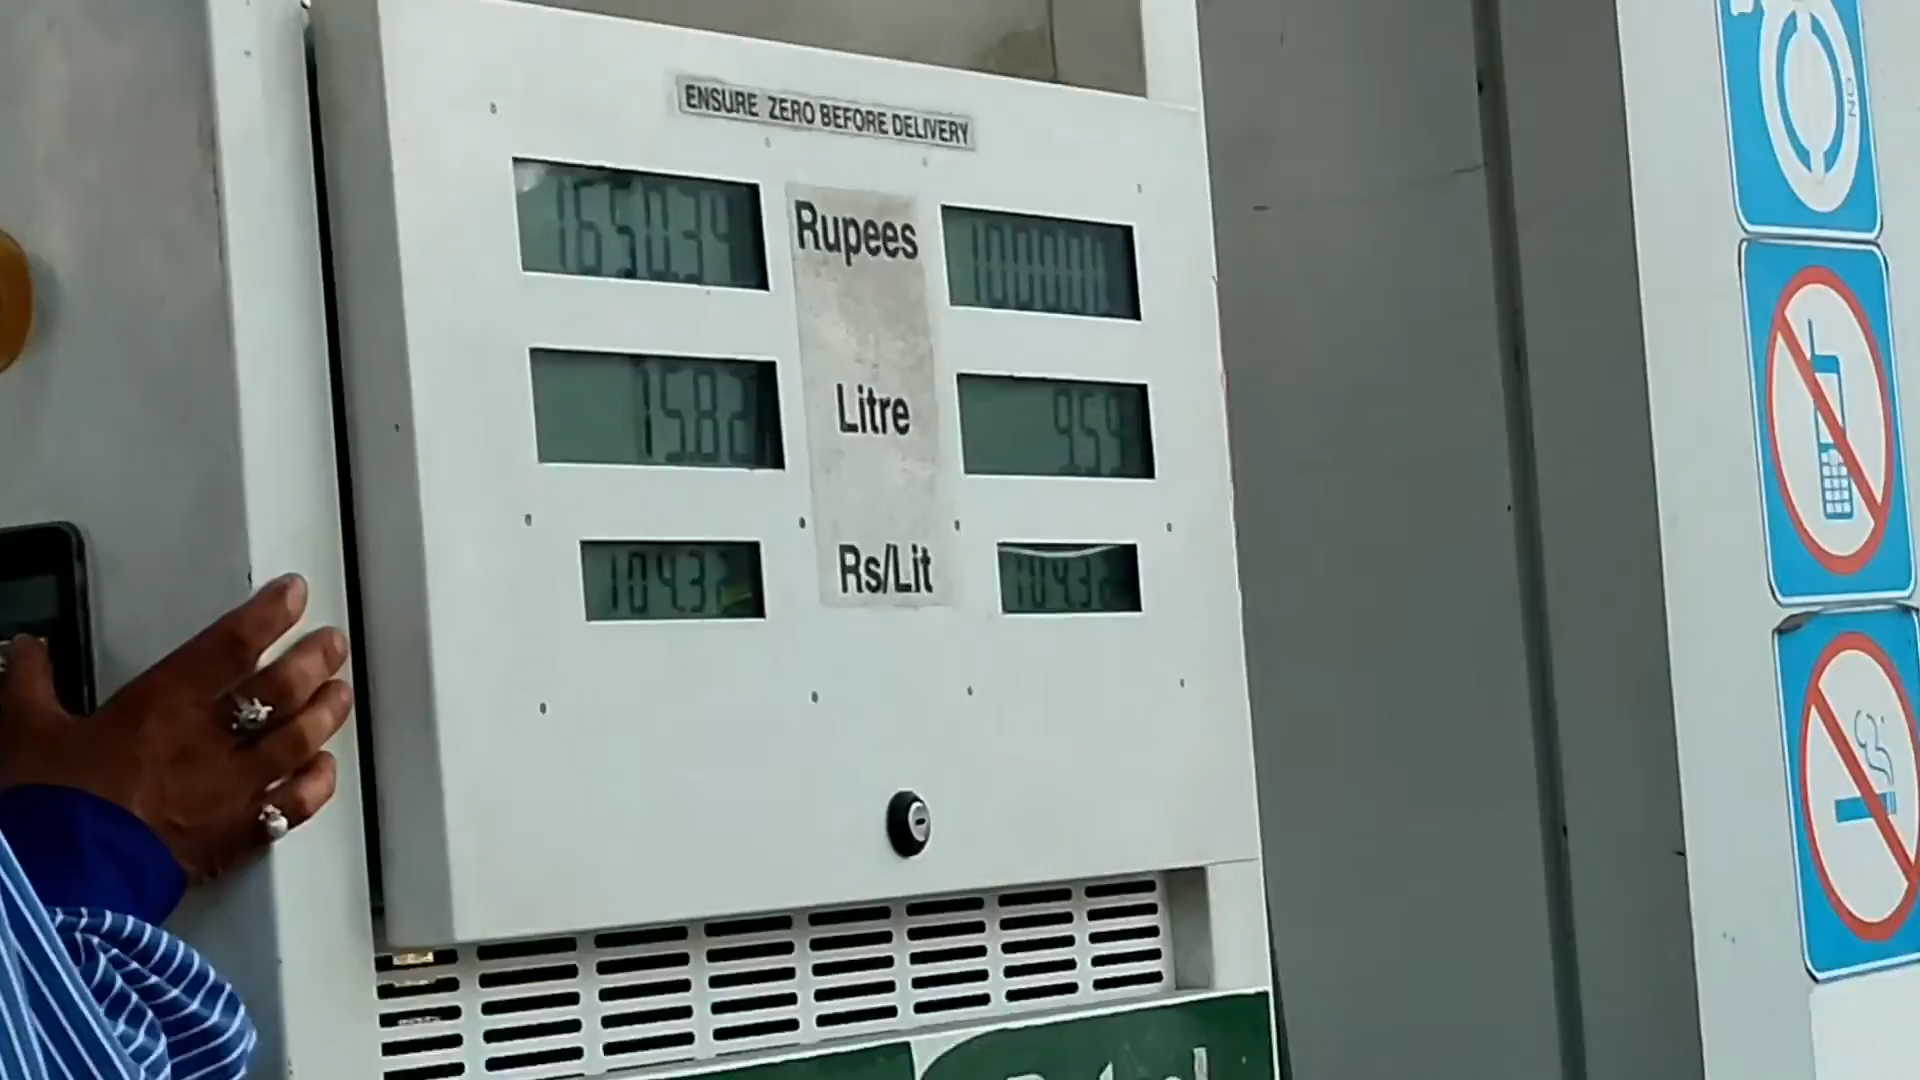 ENSURE ZERO BEFORE DELIVERY
1650.34 Rupees 1000.00
15.82 Litre 9.59
104.32 Rs/Lit 104.32
NO